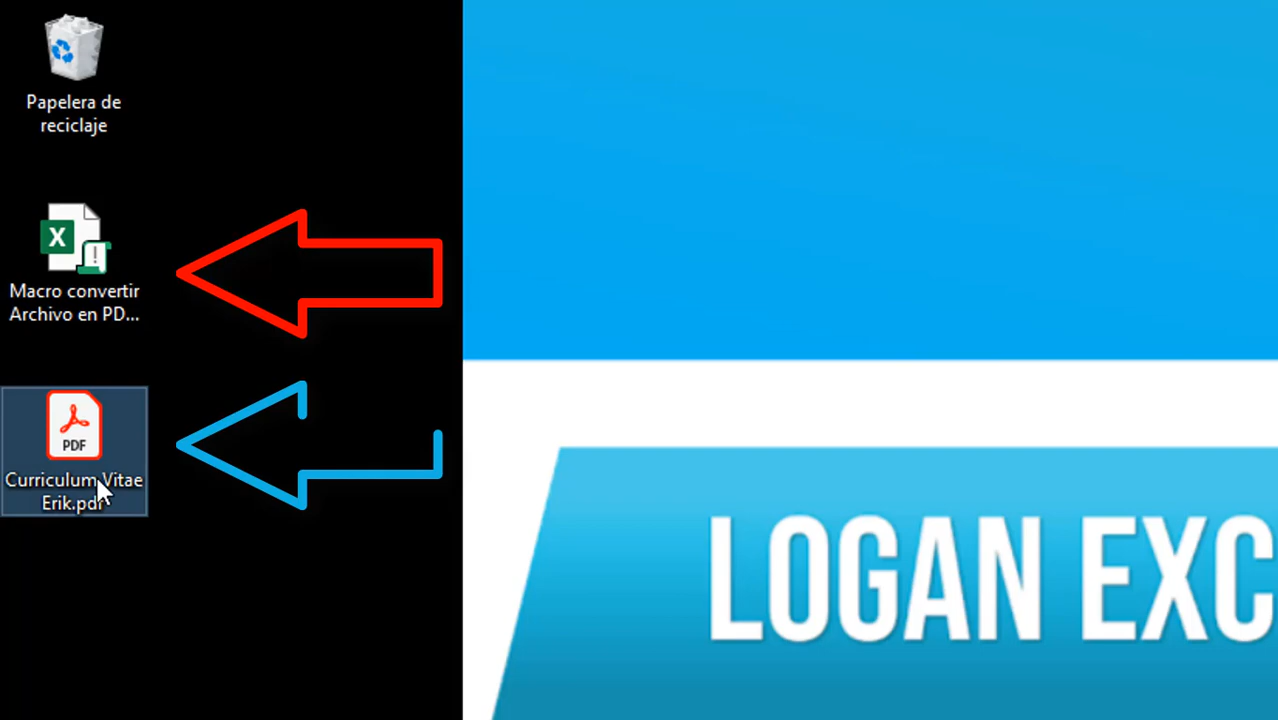 Papelera de
reciclaje
X
Macro convertir
Archivo en PD...
PDF
Curriculum Vitae
Erik.pdf
LOGAN EXC